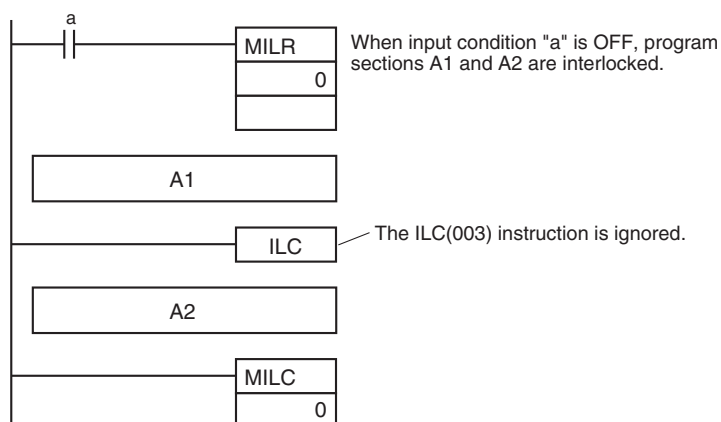 a
MILR
0
When input condition "a" is OFF, program
sections A1 and A2 are interlocked.
A1
ILC
The ILC(003) instruction is ignored.
A2
MILC
0